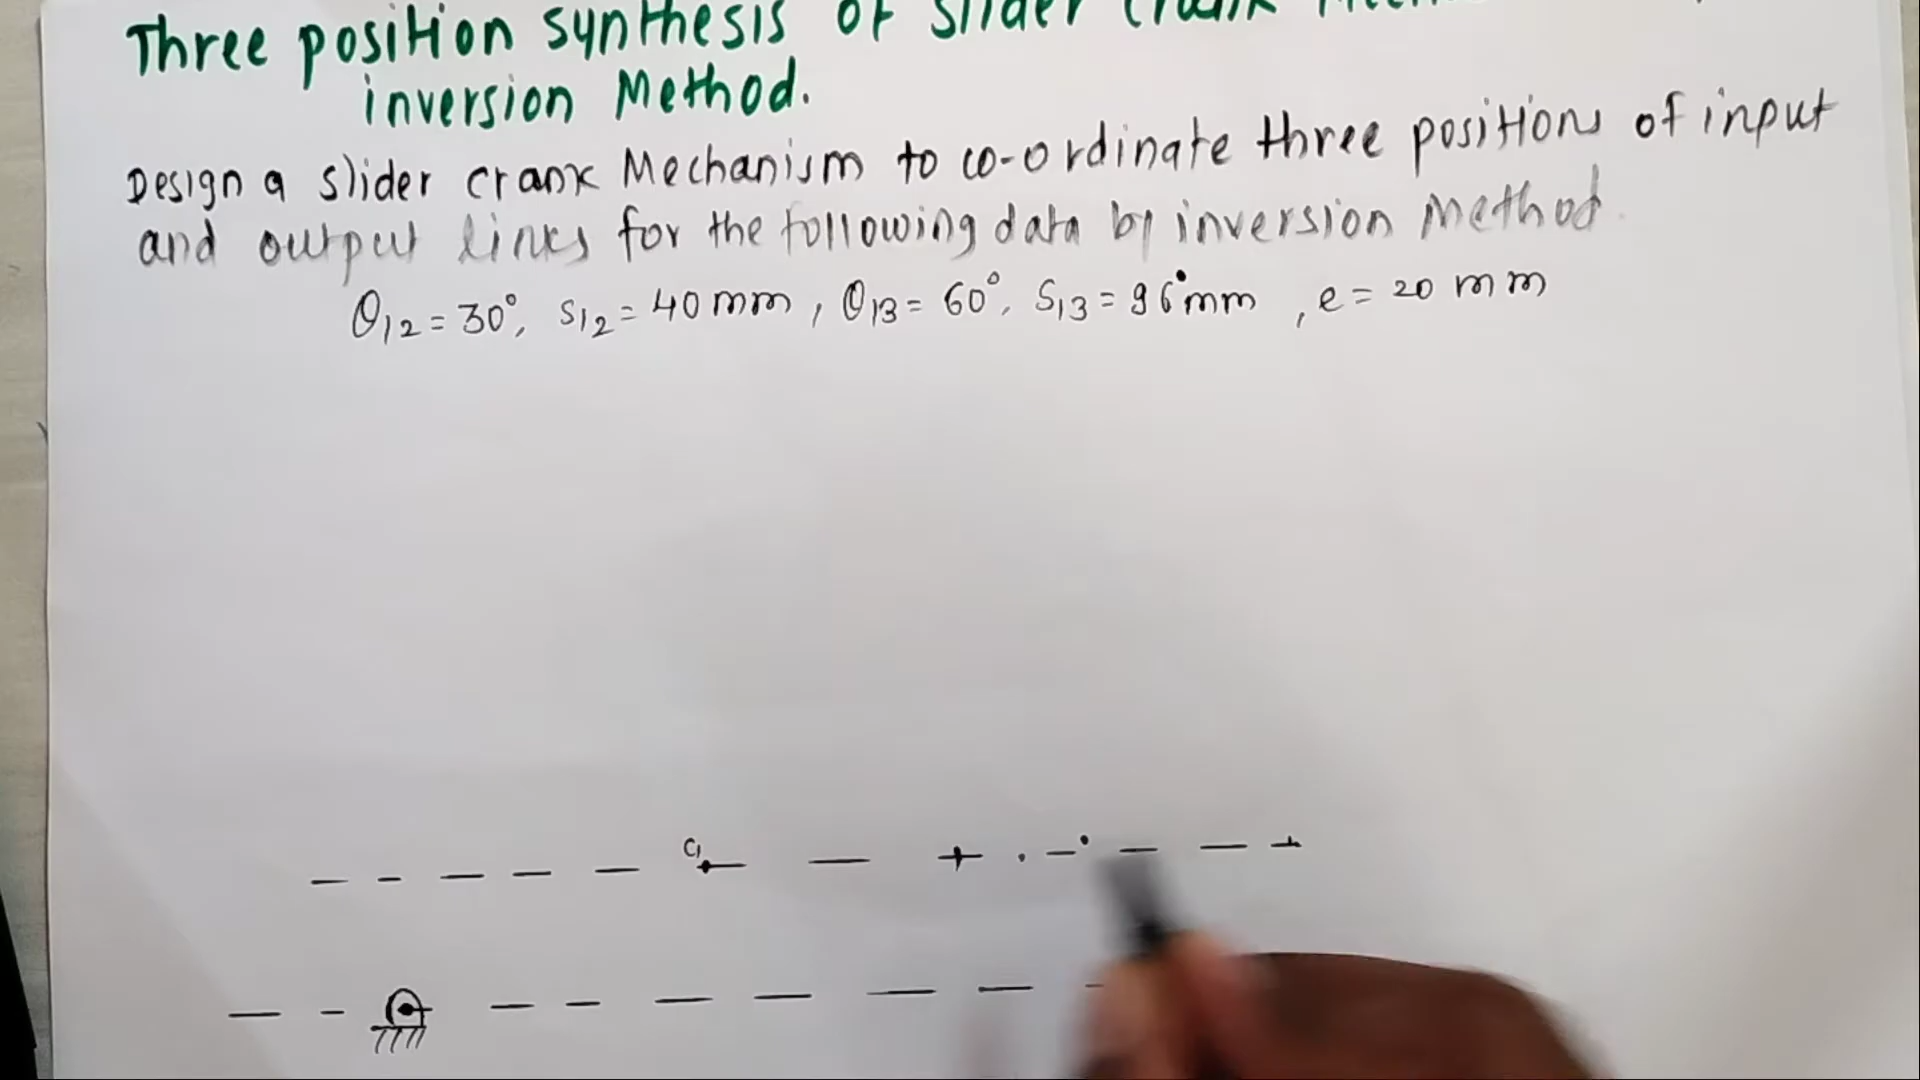 Three position synthesis of Slider Crank
inversion Method.
Design a slider crank Mechanism to co-ordinate three positions of input
and output links for the following data by inversion Method.
θ12 = 30°, S12 = 40 mm, θ13 = 60°, S13 = 96 mm, e = 20 mm
C1